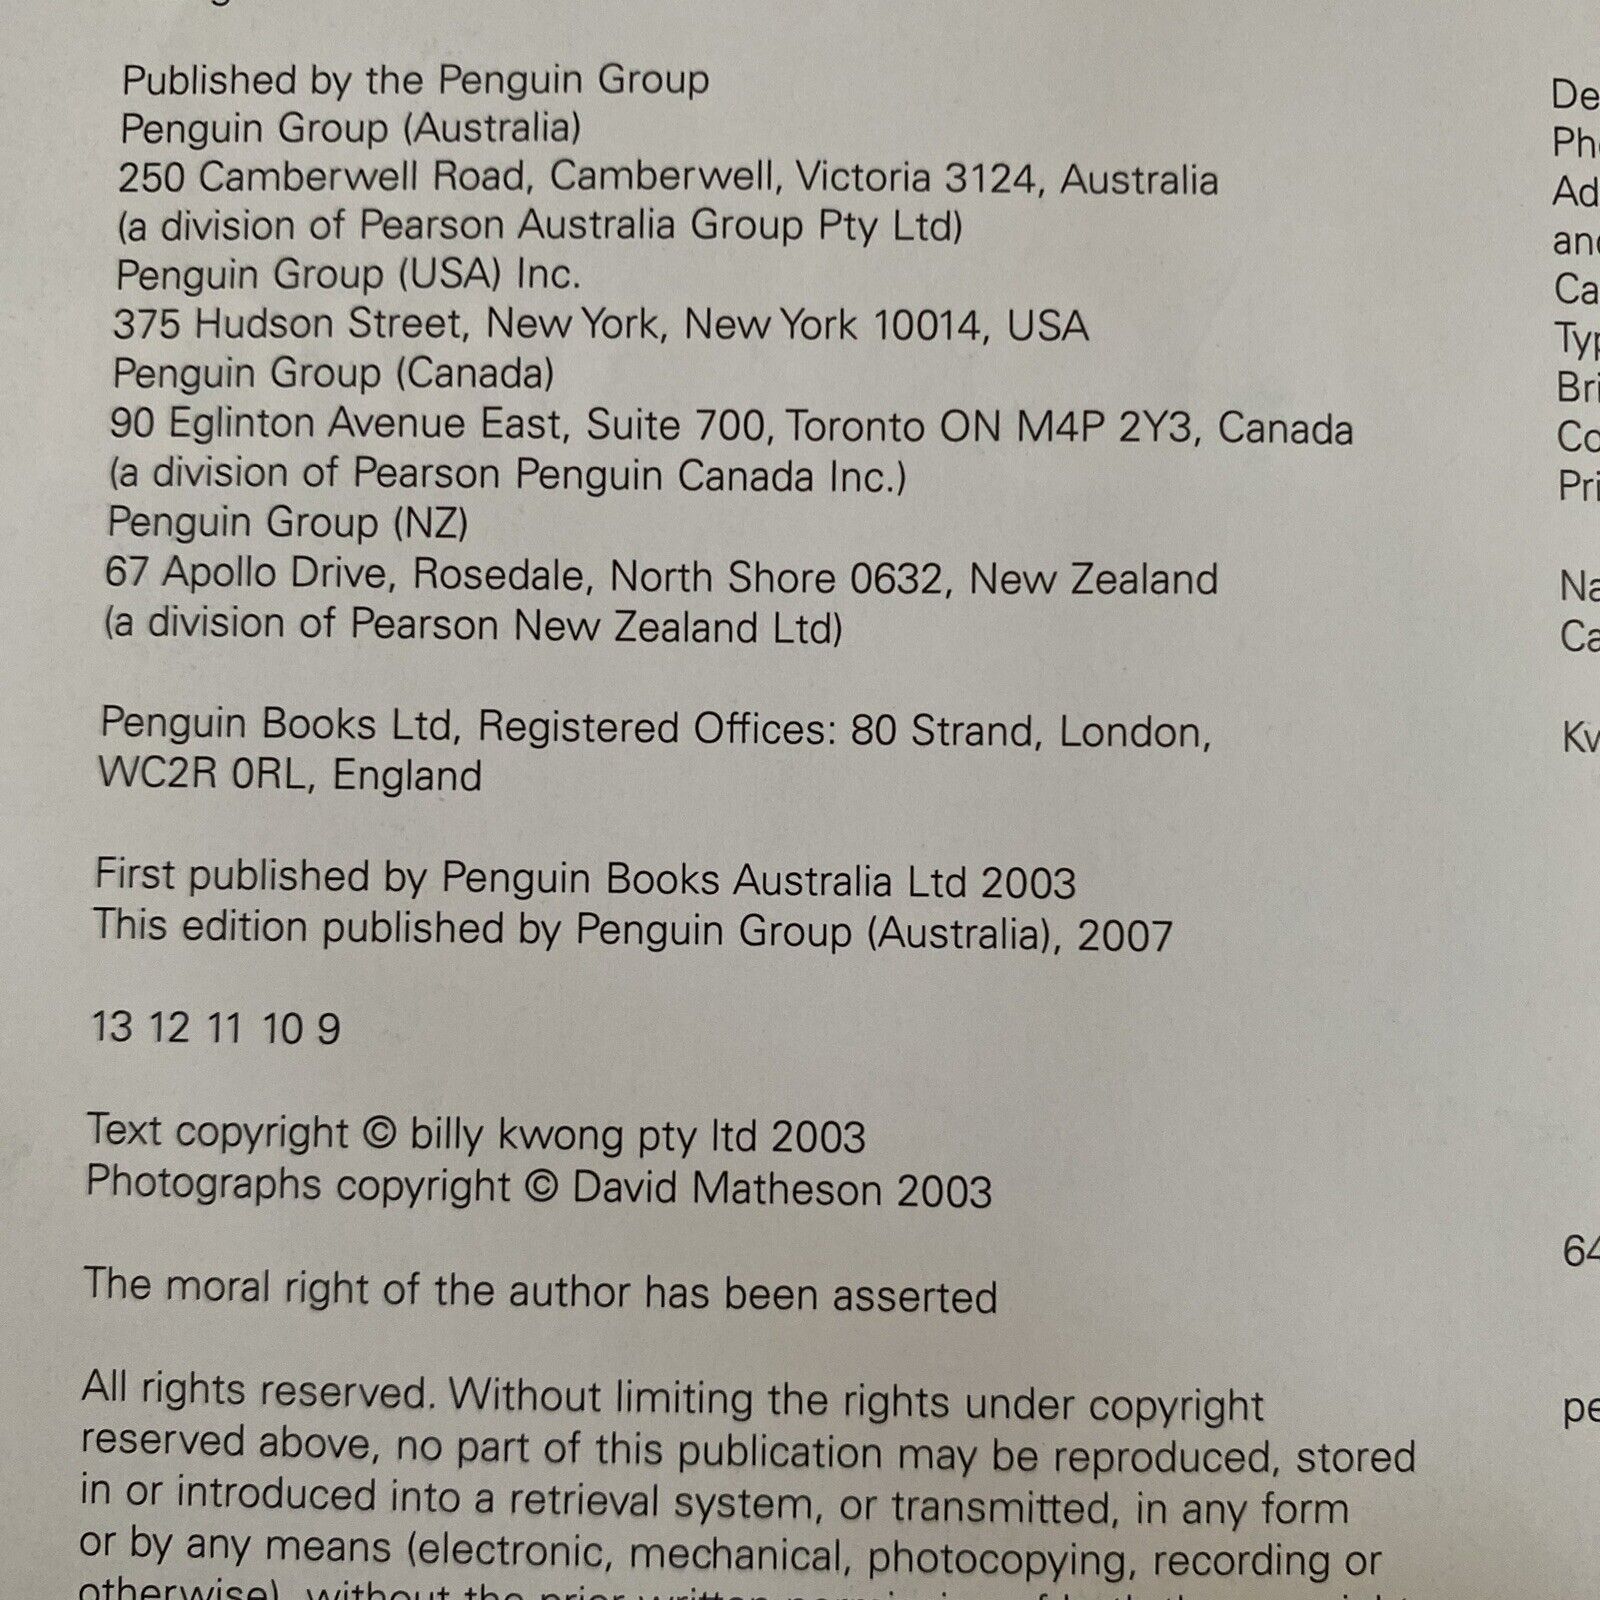 Published by the Penguin Group
Penguin Group (Australia)
250 Camberwell Road, Camberwell, Victoria 3124, Australia
(a division of Pearson Australia Group Pty Ltd)
Penguin Group (USA) Inc.
375 Hudson Street, New York, New York 10014, USA
Penguin Group (Canada)
90 Eglinton Avenue East, Suite 700, Toronto ON M4P 2Y3, Canada
(a division of Pearson Penguin Canada Inc.)
Penguin Group (NZ)
67 Apollo Drive, Rosedale, North Shore 0632, New Zealand
(a division of Pearson New Zealand Ltd)
Penguin Books Ltd, Registered Offices: 80 Strand, London,
WC2R 0RL, England
First published by Penguin Books Australia Ltd 2003
This edition published by Penguin Group (Australia), 2007
13 12 11 10 9
Text copyright © billy kwong pty ltd 2003
Photographs copyright © David Matheson 2003
The moral right of the author has been asserted
All rights reserved. Without limiting the rights under copyright
reserved above, no part of this publication may be reproduced, stored
in or introduced into a retrieval system, or transmitted, in any form
or by any means (electronic, mechanical, photocopying, recording or
otherwise), without the prior written